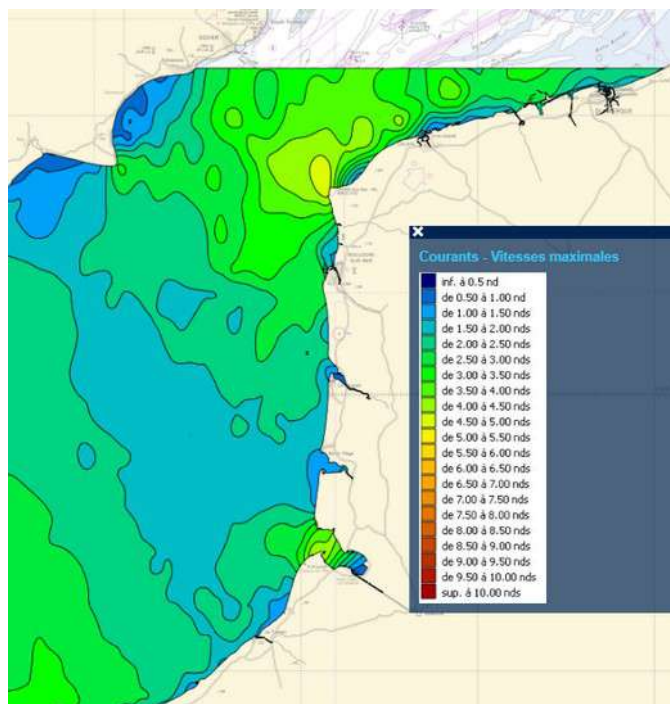 DOVER
Courants - Vitesses maximales
inf. à 0.5 nd
de 0.50 à 1.00 nd
de 1.00 à 1.50 nds
de 1.50 à 2.00 nds
de 2.00 à 2.50 nds
de 2.50 à 3.00 nds
de 3.00 à 3.50 nds
de 3.50 à 4.00 nds
de 4.00 à 4.50 nds
de 4.50 à 5.00 nds
de 5.00 à 5.50 nds
de 5.50 à 6.00 nds
de 6.00 à 6.50 nds
de 6.50 à 7.00 nds
de 7.00 à 7.50 nds
de 7.50 à 8.00 nds
de 8.00 à 8.50 nds
de 8.50 à 9.00 nds
de 9.00 à 9.50 nds
de 9.50 à 10.00 nds
sup. à 10.00 nds